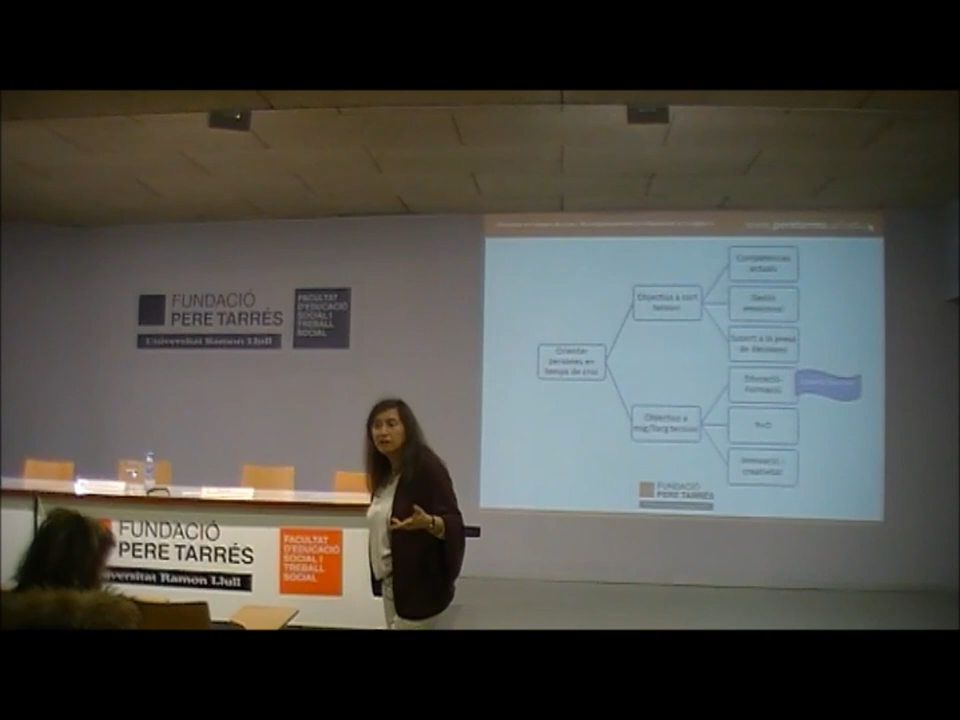 FUNDACIÓ
PERE TARRÉS
Universitat Ramon Llull
FACULTAT
D'EDUCACIÓ
SOCIAL I
TREBALL
SOCIAL
Competències
actuals
Objectius a curt
termini
Gestió
emocional
Suport a la presa
de decisions
Orientar
persones en
temps de crisi
Educació-
formació
Objectius a
mig/llarg termini
R+D
Innovació -
creativitat
FUNDACIÓ
PERE TARRÉS
FUNDACIÓ
PERE TARRÉS
Universitat Ramon Llull
FACULTAT
D'EDUCACIÓ
SOCIAL I
TREBALL
SOCIAL